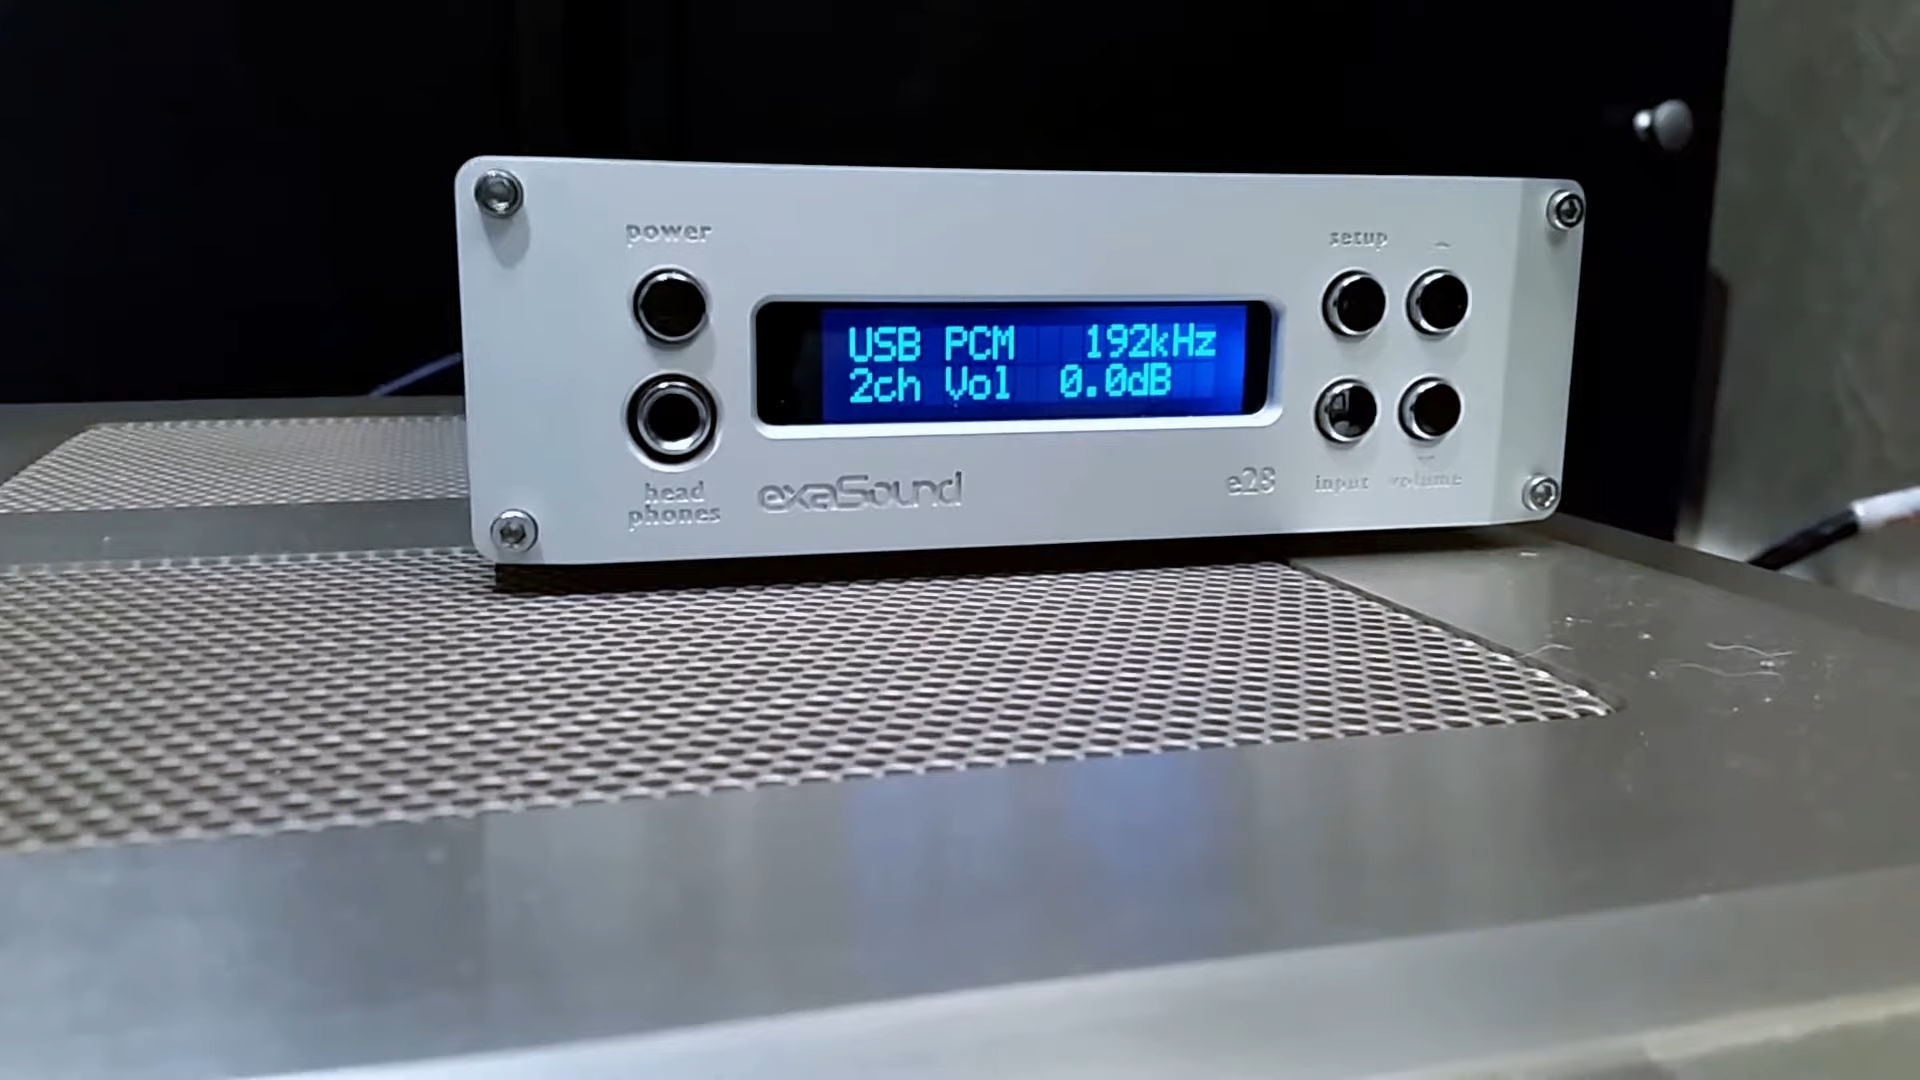 power
setup
USB PCM 192kHz
2ch Vol 0.0dB
head
phones
exaSound
e28
input
volume